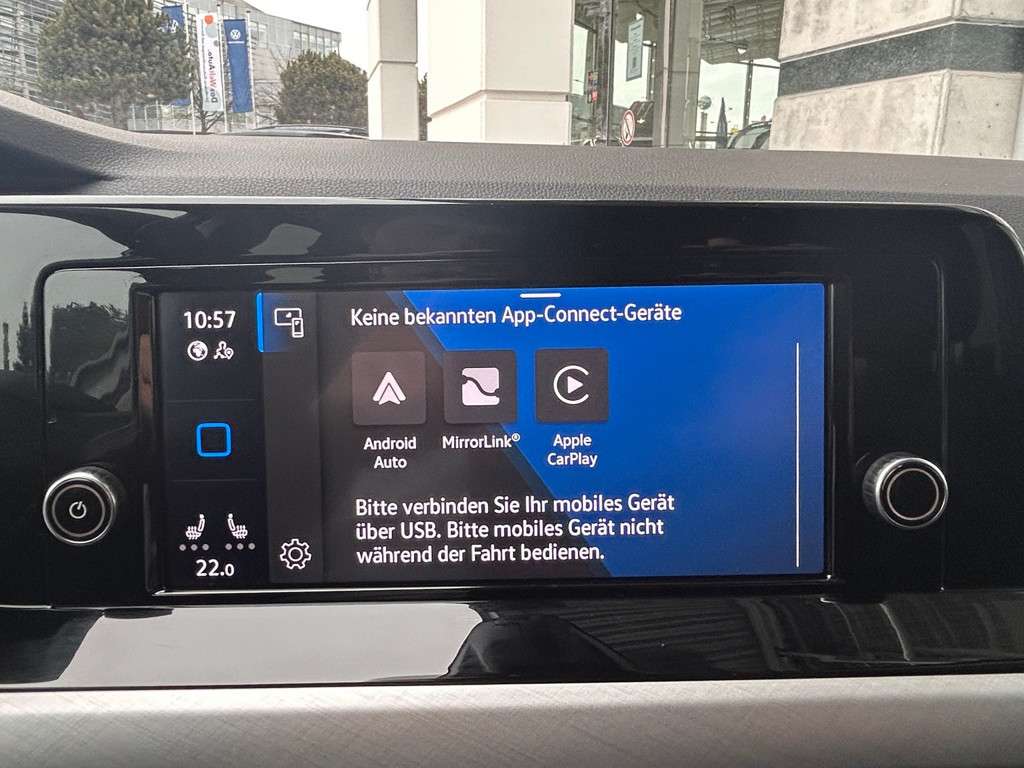 10:57
Keine bekannten App-Connect-Geräte
Android
Auto
MirrorLink®
Apple
CarPlay
Bitte verbinden Sie Ihr mobiles Gerät
über USB. Bitte mobiles Gerät nicht
während der Fahrt bedienen.
22.0